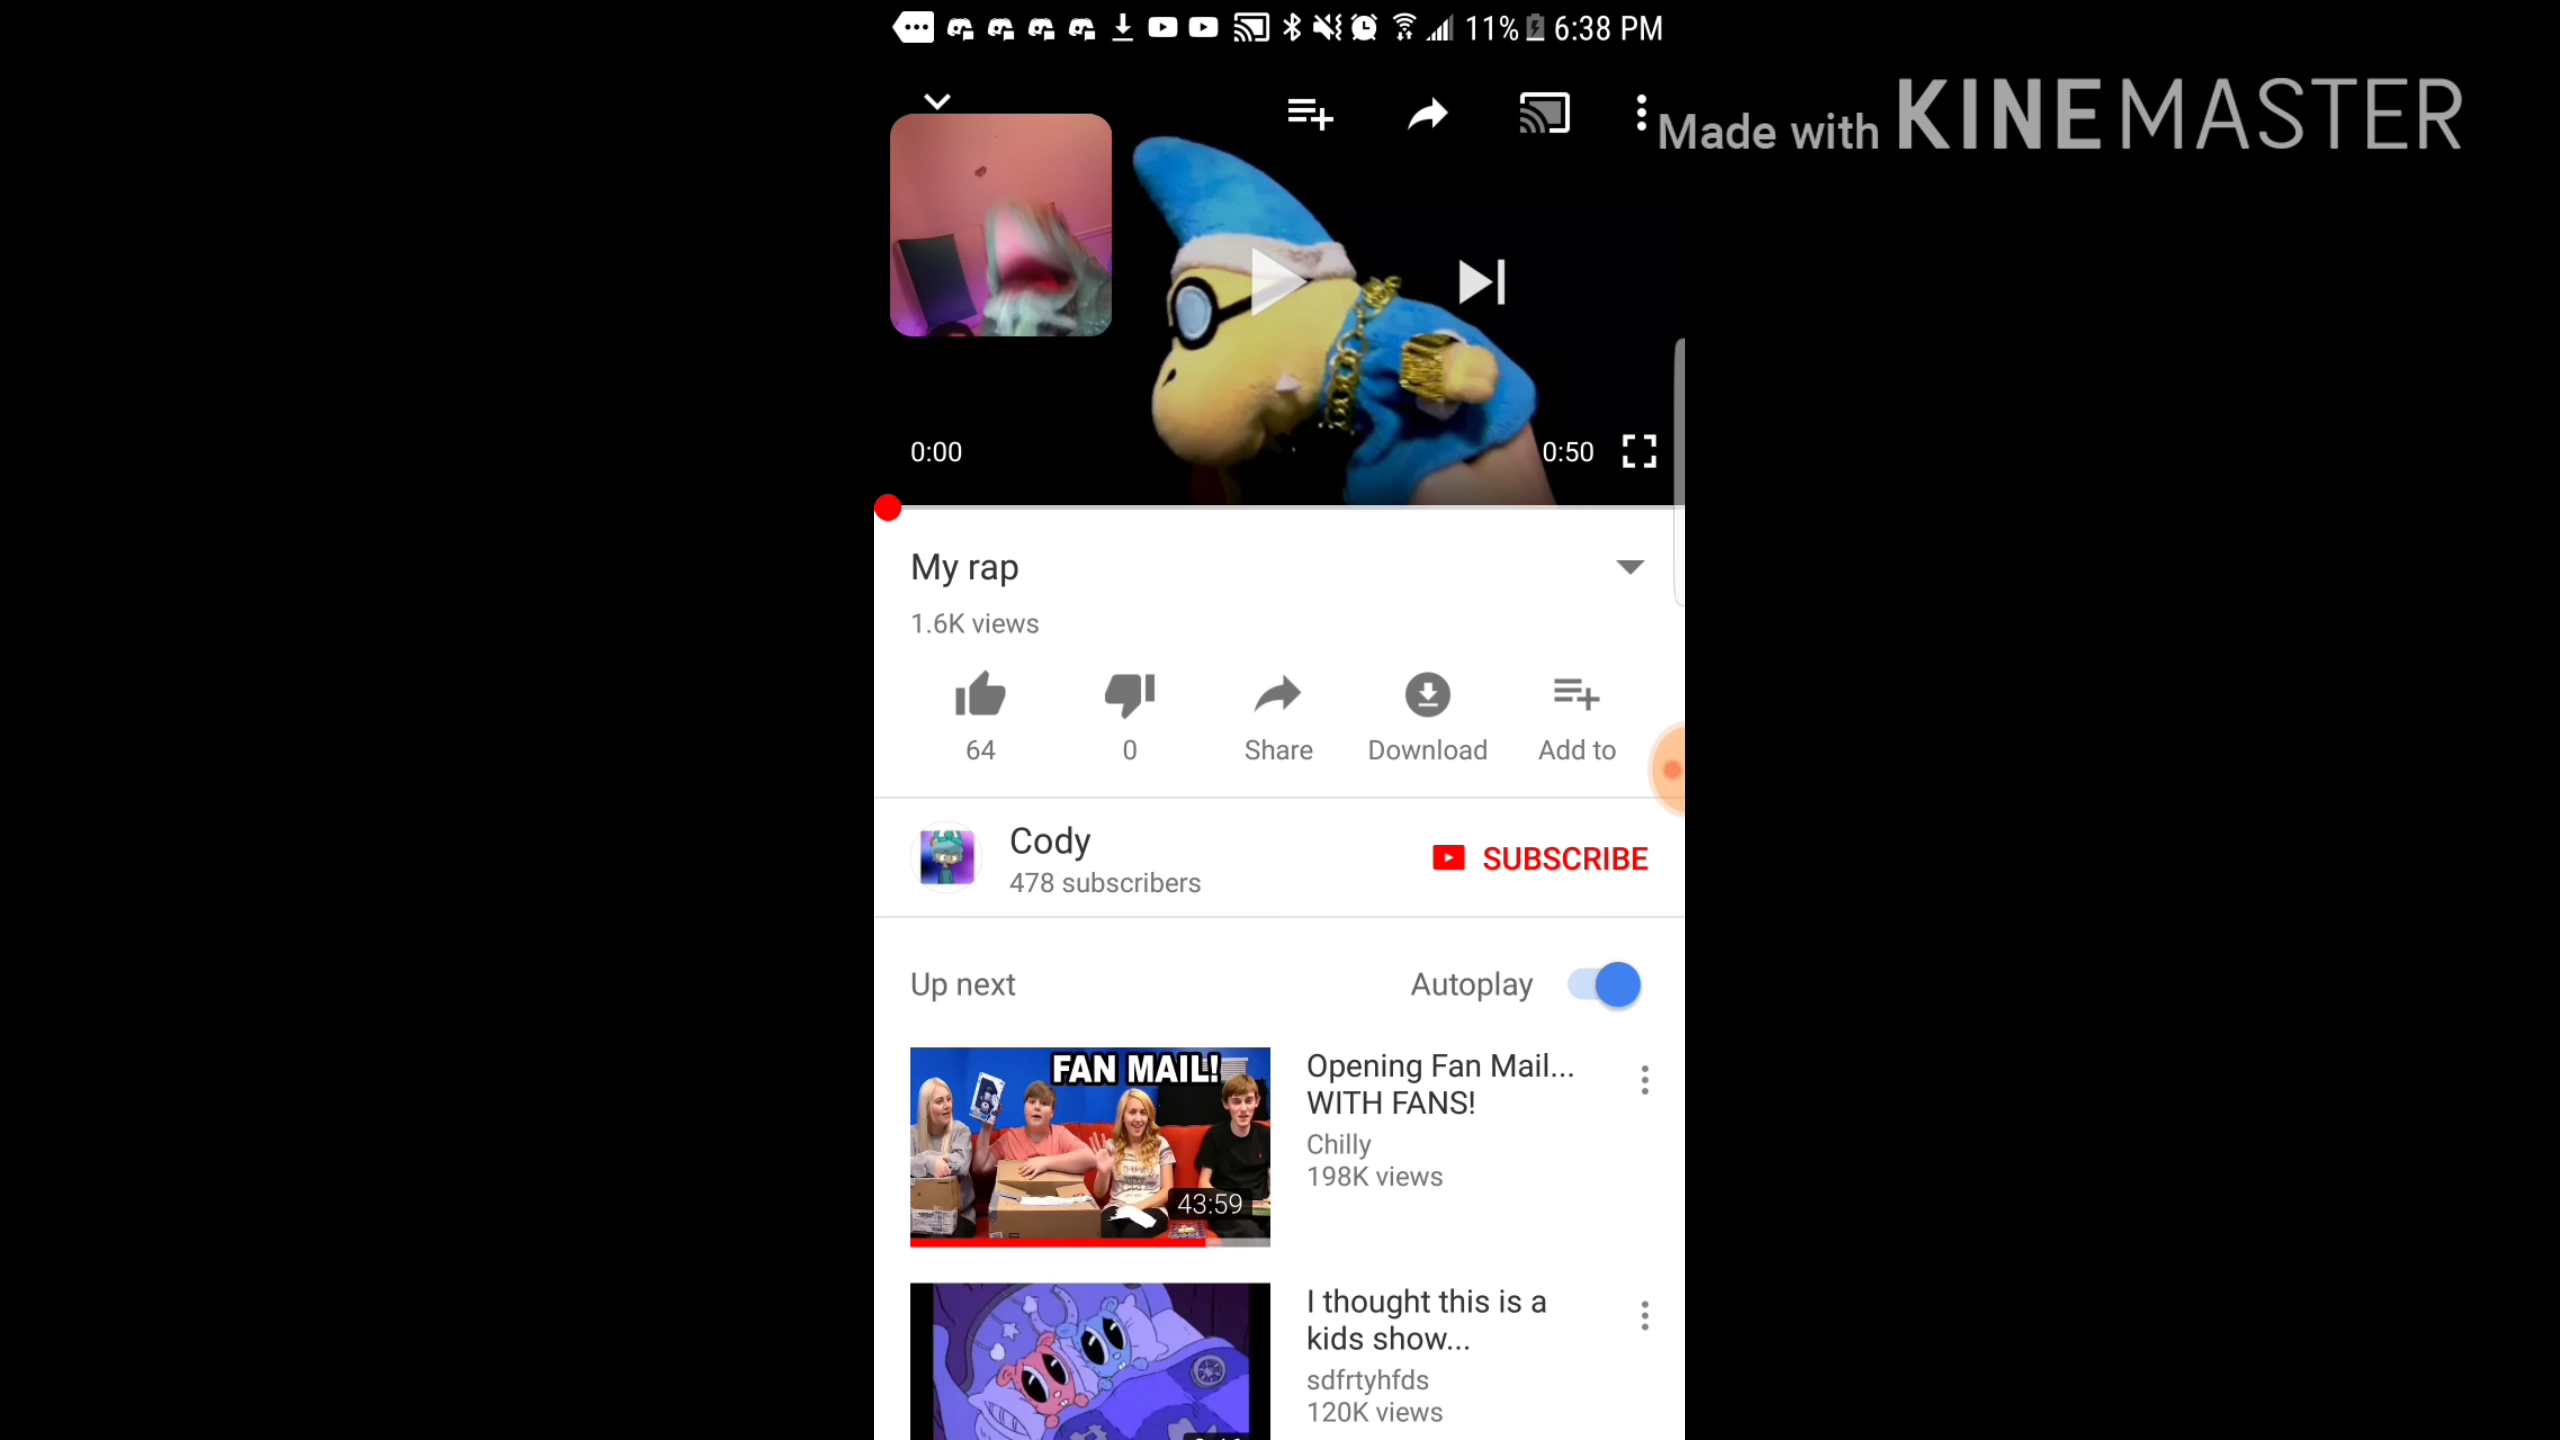 11% 6:38 PM
Made with KINEMASTER
0:00
0:50
My rap
1.6K views
64
0
Share
Download
Add to
Cody
478 subscribers
SUBSCRIBE
Up next
Autoplay
FAN MAIL!
43:59
Opening Fan Mail...
WITH FANS!
Chilly
198K views
I thought this is a
kids show...
sdfrtyhfds
120K views